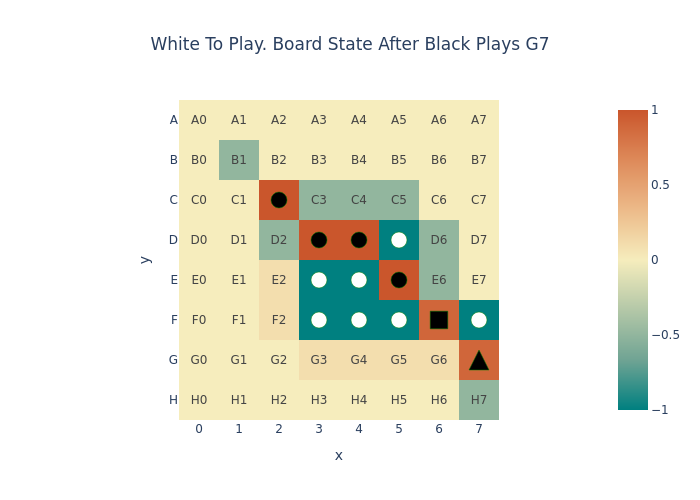 White To Play. Board State After Black Plays G7
A A0 A1 A2 A3 A4 A5 A6 A7
B B0 B1 B2 B3 B4 B5 B6 B7
C C0 C1 C3 C4 C5 C6 C7
D D0 D1 D2 D6 D7
E E0 E1 E2 E6 E7
F F0 F1 F2
G G0 G1 G2 G3 G4 G5 G6
H H0 H1 H2 H3 H4 H5 H6 H7
0 1 2 3 4 5 6 7
x
y
1
0.5
0
−0.5
−1